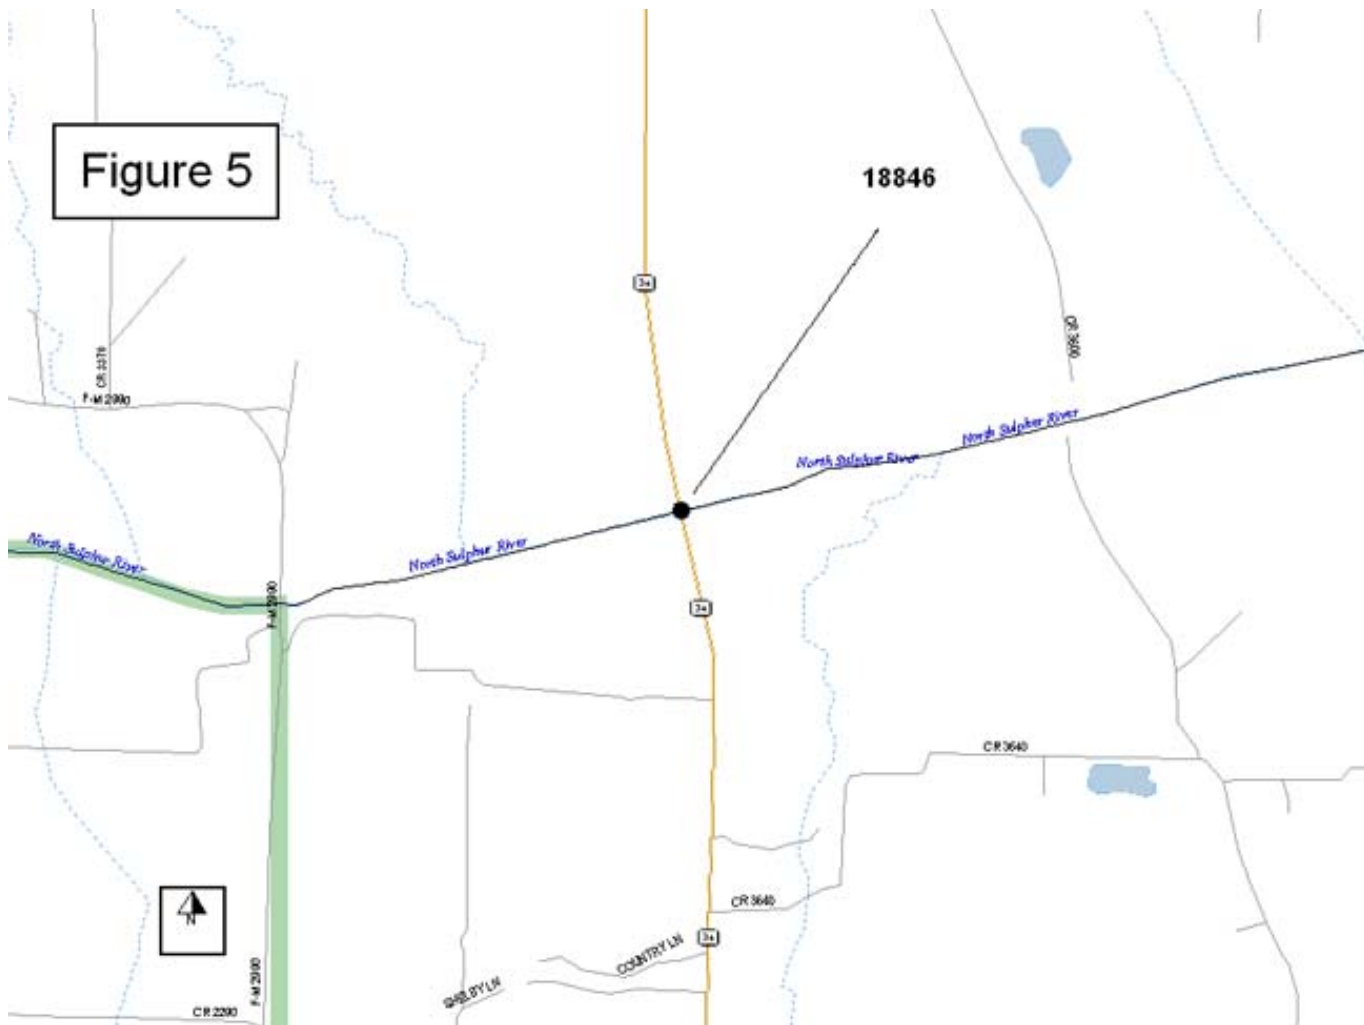 Figure 5
18846
34
CR 3600
CR 3370
F-M 2990
North Sulphur River
North Sulphur River
North Sulphur River
North Sulphur River
F-M 2990
34
CR 3640
N
CR 3640
34
COUNTRY LN
SHELBY LN
F-M 2990
CR 2290